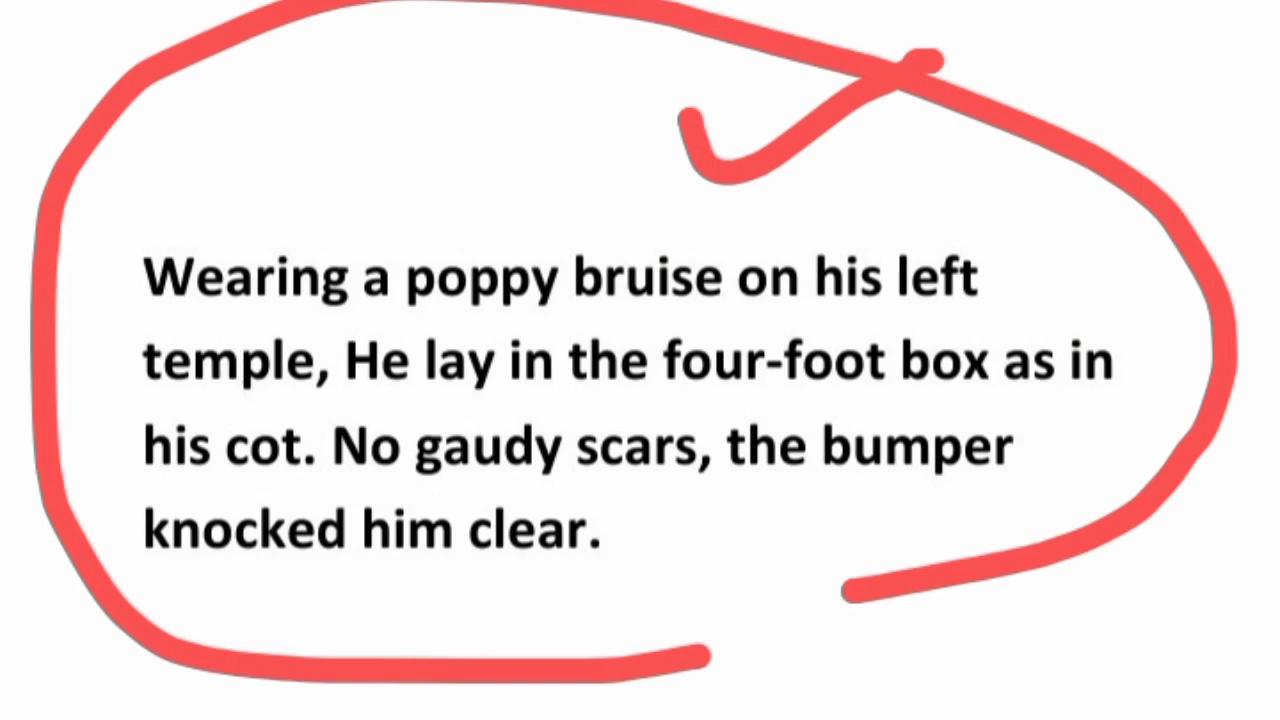 Wearing a poppy bruise on his left
temple, He lay in the four-foot box as in
his cot. No gaudy scars, the bumper
knocked him clear.